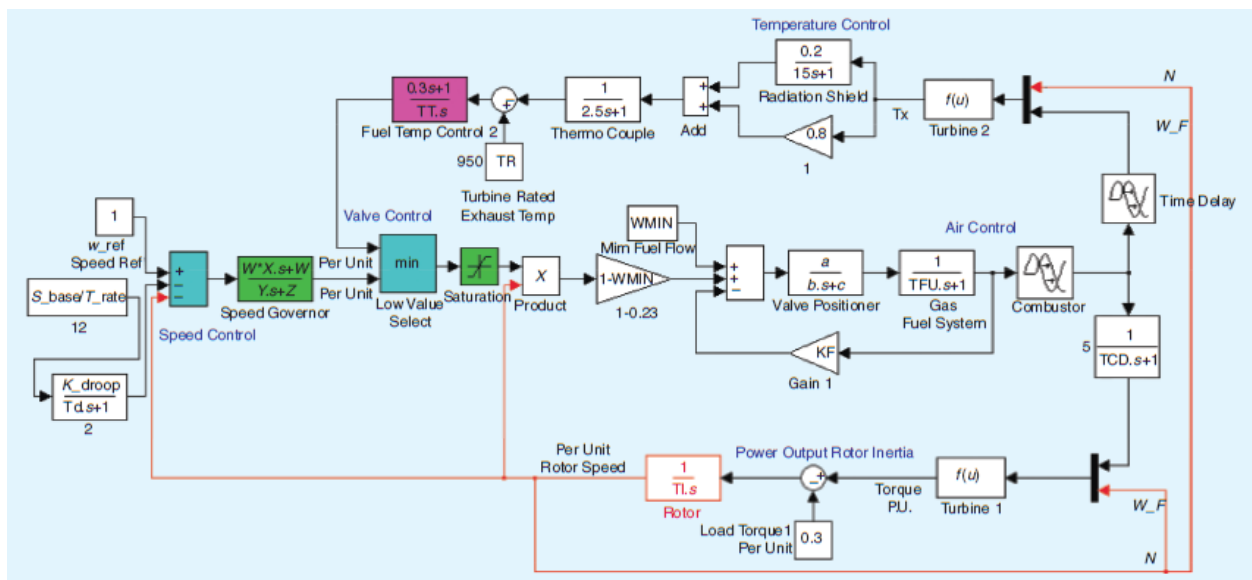 Temperature Control
0.2
15s+1
Radiation Shield
0.3s+1
TT.s
Fuel Temp Control 2
1
2.5s+1
Thermo Couple
+
+
Add
0.8
1
Tx
f(u)
Turbine 2
N
W_F
950
TR
Turbine Rated
Exhaust Temp
Time Delay
1
w_ref
Speed Ref
S_base/T_rate
12
K_droop
Td.s+1
2
+
−
−
Speed Control
W*X.s+W
Y.s+Z
Speed Governor
Valve Control
Per Unit
Per Unit
min
Low Value
Select
Saturation
X
Product
WMIN
Mim Fuel Flow
1-WMIN
1-0.23
+
+
−
a
b.s+c
Valve Positioner
1
TFU.s+1
Gas
Fuel System
Air Control
Combustor
KF
Gain 1
5
1
TCD.s+1
Per Unit
Rotor Speed
1
TI.s
Rotor
Power Output Rotor Inertia
−+
Load Torque1
Per Unit
0.3
Torque
P.U.
f(u)
Turbine 1
W_F
N